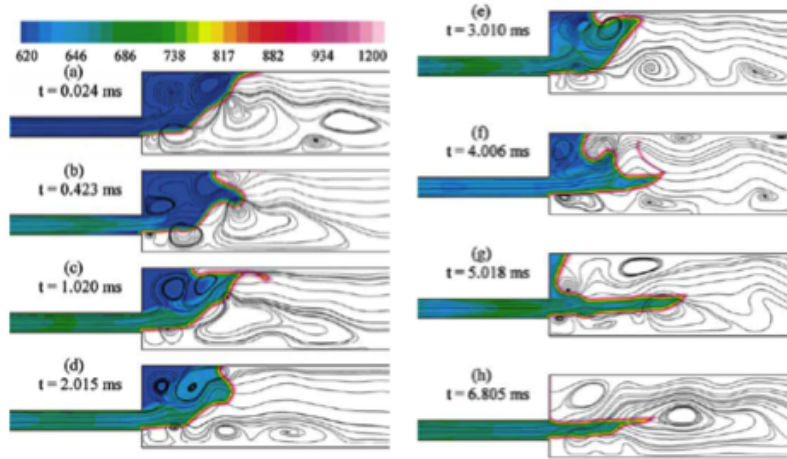 620 646 686 738 817 882 934 1200
(a)
t = 0.024 ms
(b)
t = 0.423 ms
(c)
t = 1.020 ms
(d)
t = 2.015 ms
(e)
t = 3.010 ms
(f)
t = 4.006 ms
(g)
t = 5.018 ms
(h)
t = 6.805 ms